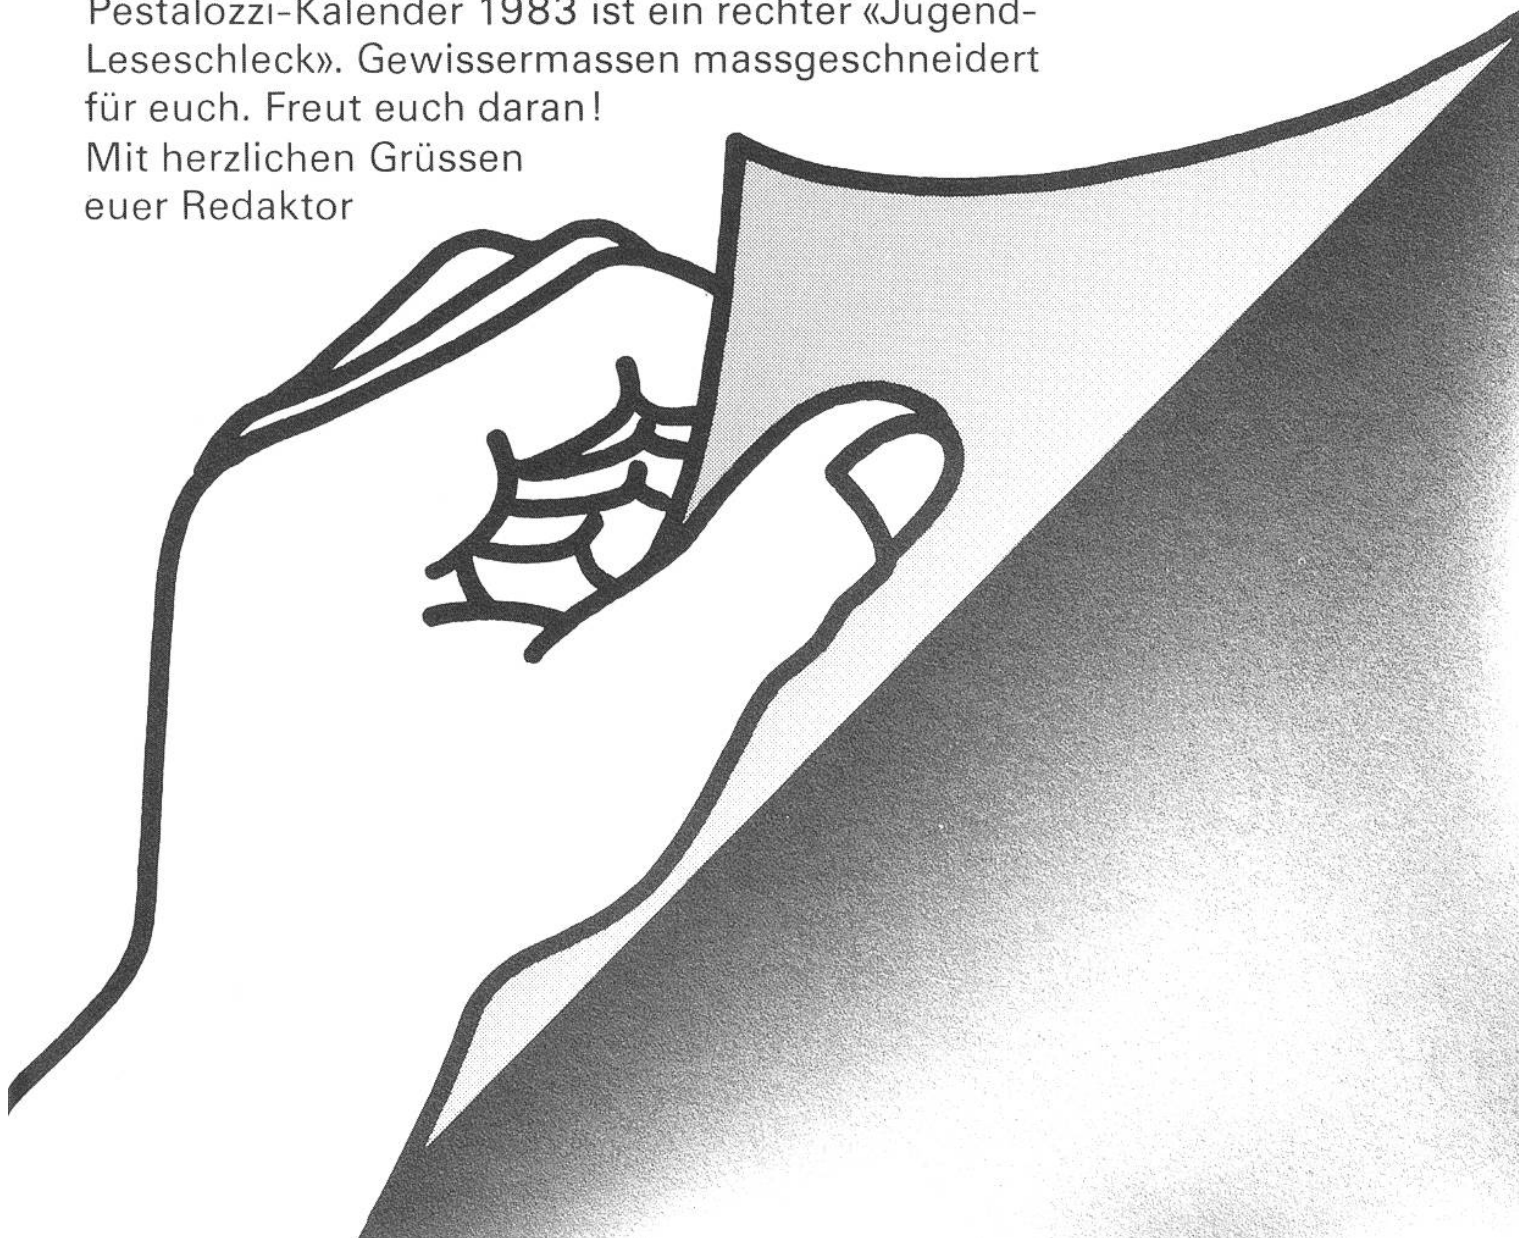 Pestalozzi-Kalender 1983 ist ein rechter «Jugend-
Leseschleck». Gewissermassen massgeschneidert
für euch. Freut euch daran!
Mit herzlichen Grüssen
euer Redaktor